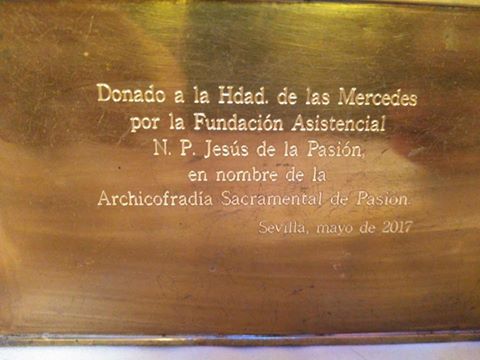 Donado a la Hdad. de las Mercedes
por la Fundación Asistencial
N. P. Jesús de la Pasión,
en nombre de la
Archicofradía Sacramental de Pasión.
Sevilla, mayo de 2017